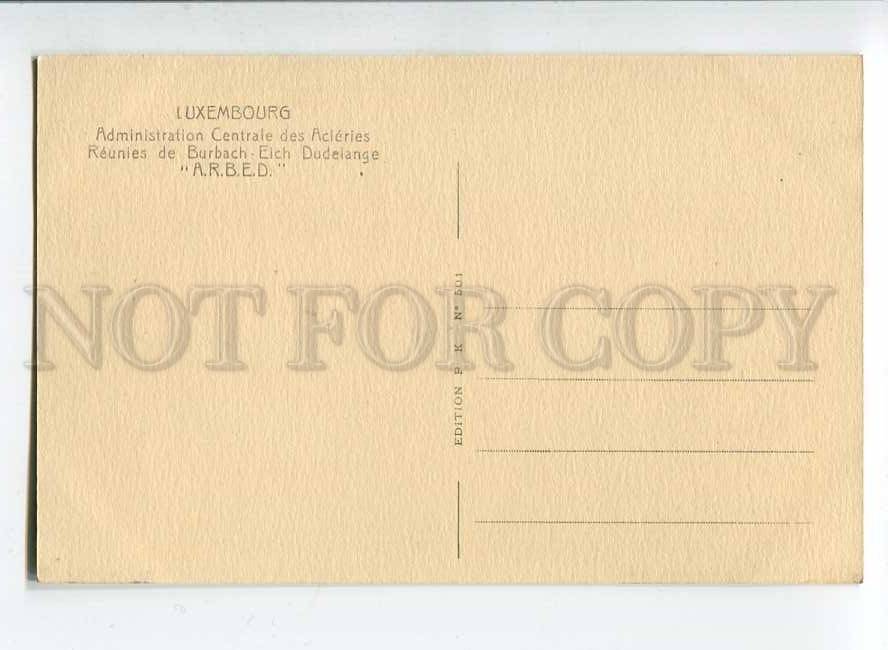 LUXEMBOURG
Administration Centrale des Aciéries
Réunies de Burbach-Eich Dudelange
"A.R.B.E.D."
EDITION P K N° 501
NOT FOR COPY